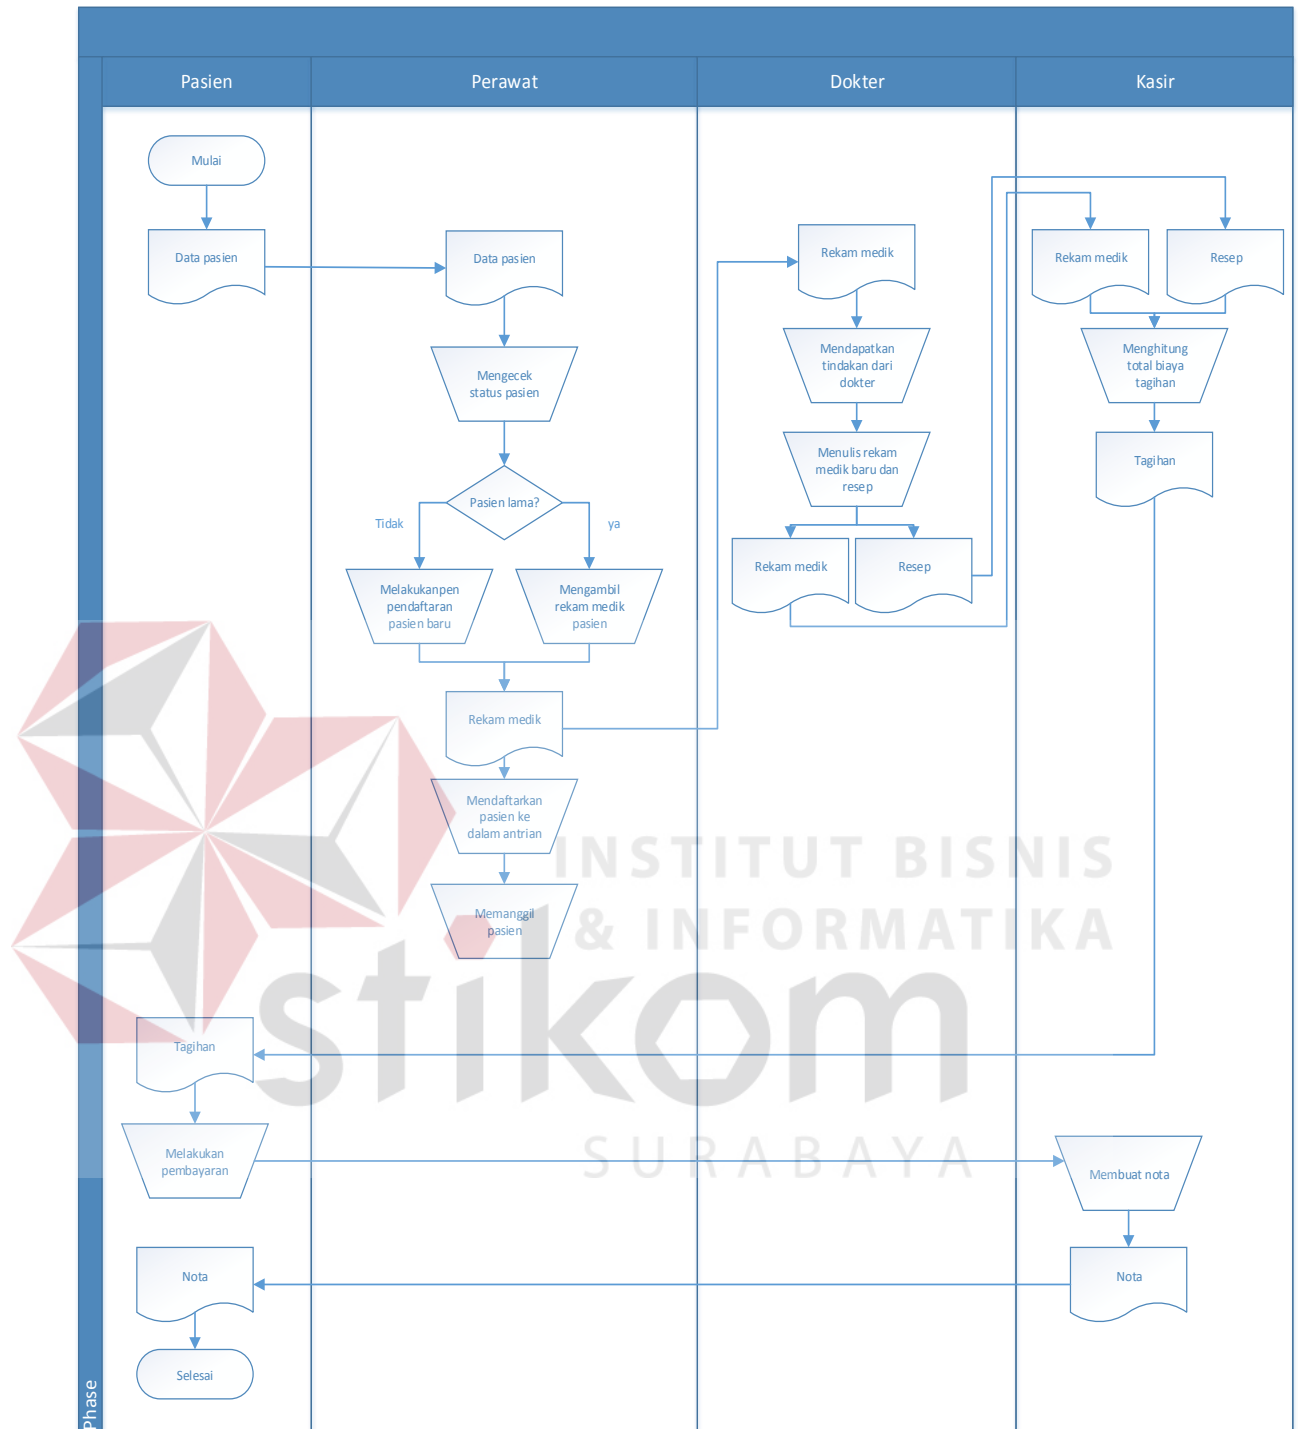 Pasien
Perawat
Dokter
Kasir
Mulai
Data pasien
Data pasien
Mengecek
status pasien
Pasien lama?
Tidak
ya
Melakukanpen
pendaftaran
pasien baru
Mengambil
rekam medik
pasien
Rekam medik
Mendaftarkan
pasien ke
dalam antrian
Memanggil
pasien
Rekam medik
Mendapatkan
tindakan dari
dokter
Menulis rekam
medik baru dan
resep
Rekam medik
Resep
Rekam medik
Resep
Menghitung
total biaya
tagihan
Tagihan
Tagihan
Melakukan
pembayaran
Membuat nota
Nota
Nota
Selesai
Phase
INSTITUT BISNIS
& INFORMATIKA
stikom
SURABAYA